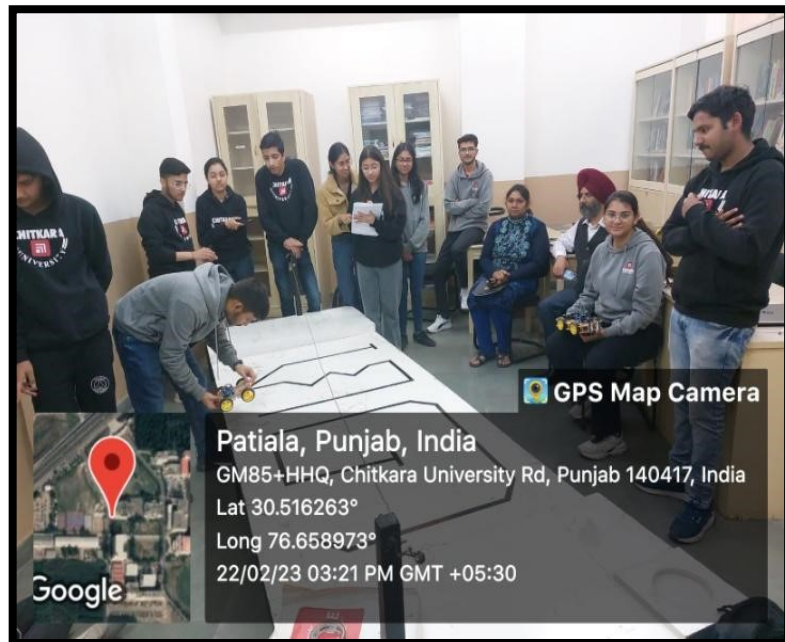 CHITKARA
UNIVERSITY
GPS Map Camera
Patiala, Punjab, India
GM85+HHQ, Chitkara University Rd, Punjab 140417, India
Lat 30.516263°
Long 76.658973°
22/02/23 03:21 PM GMT +05:30
Google